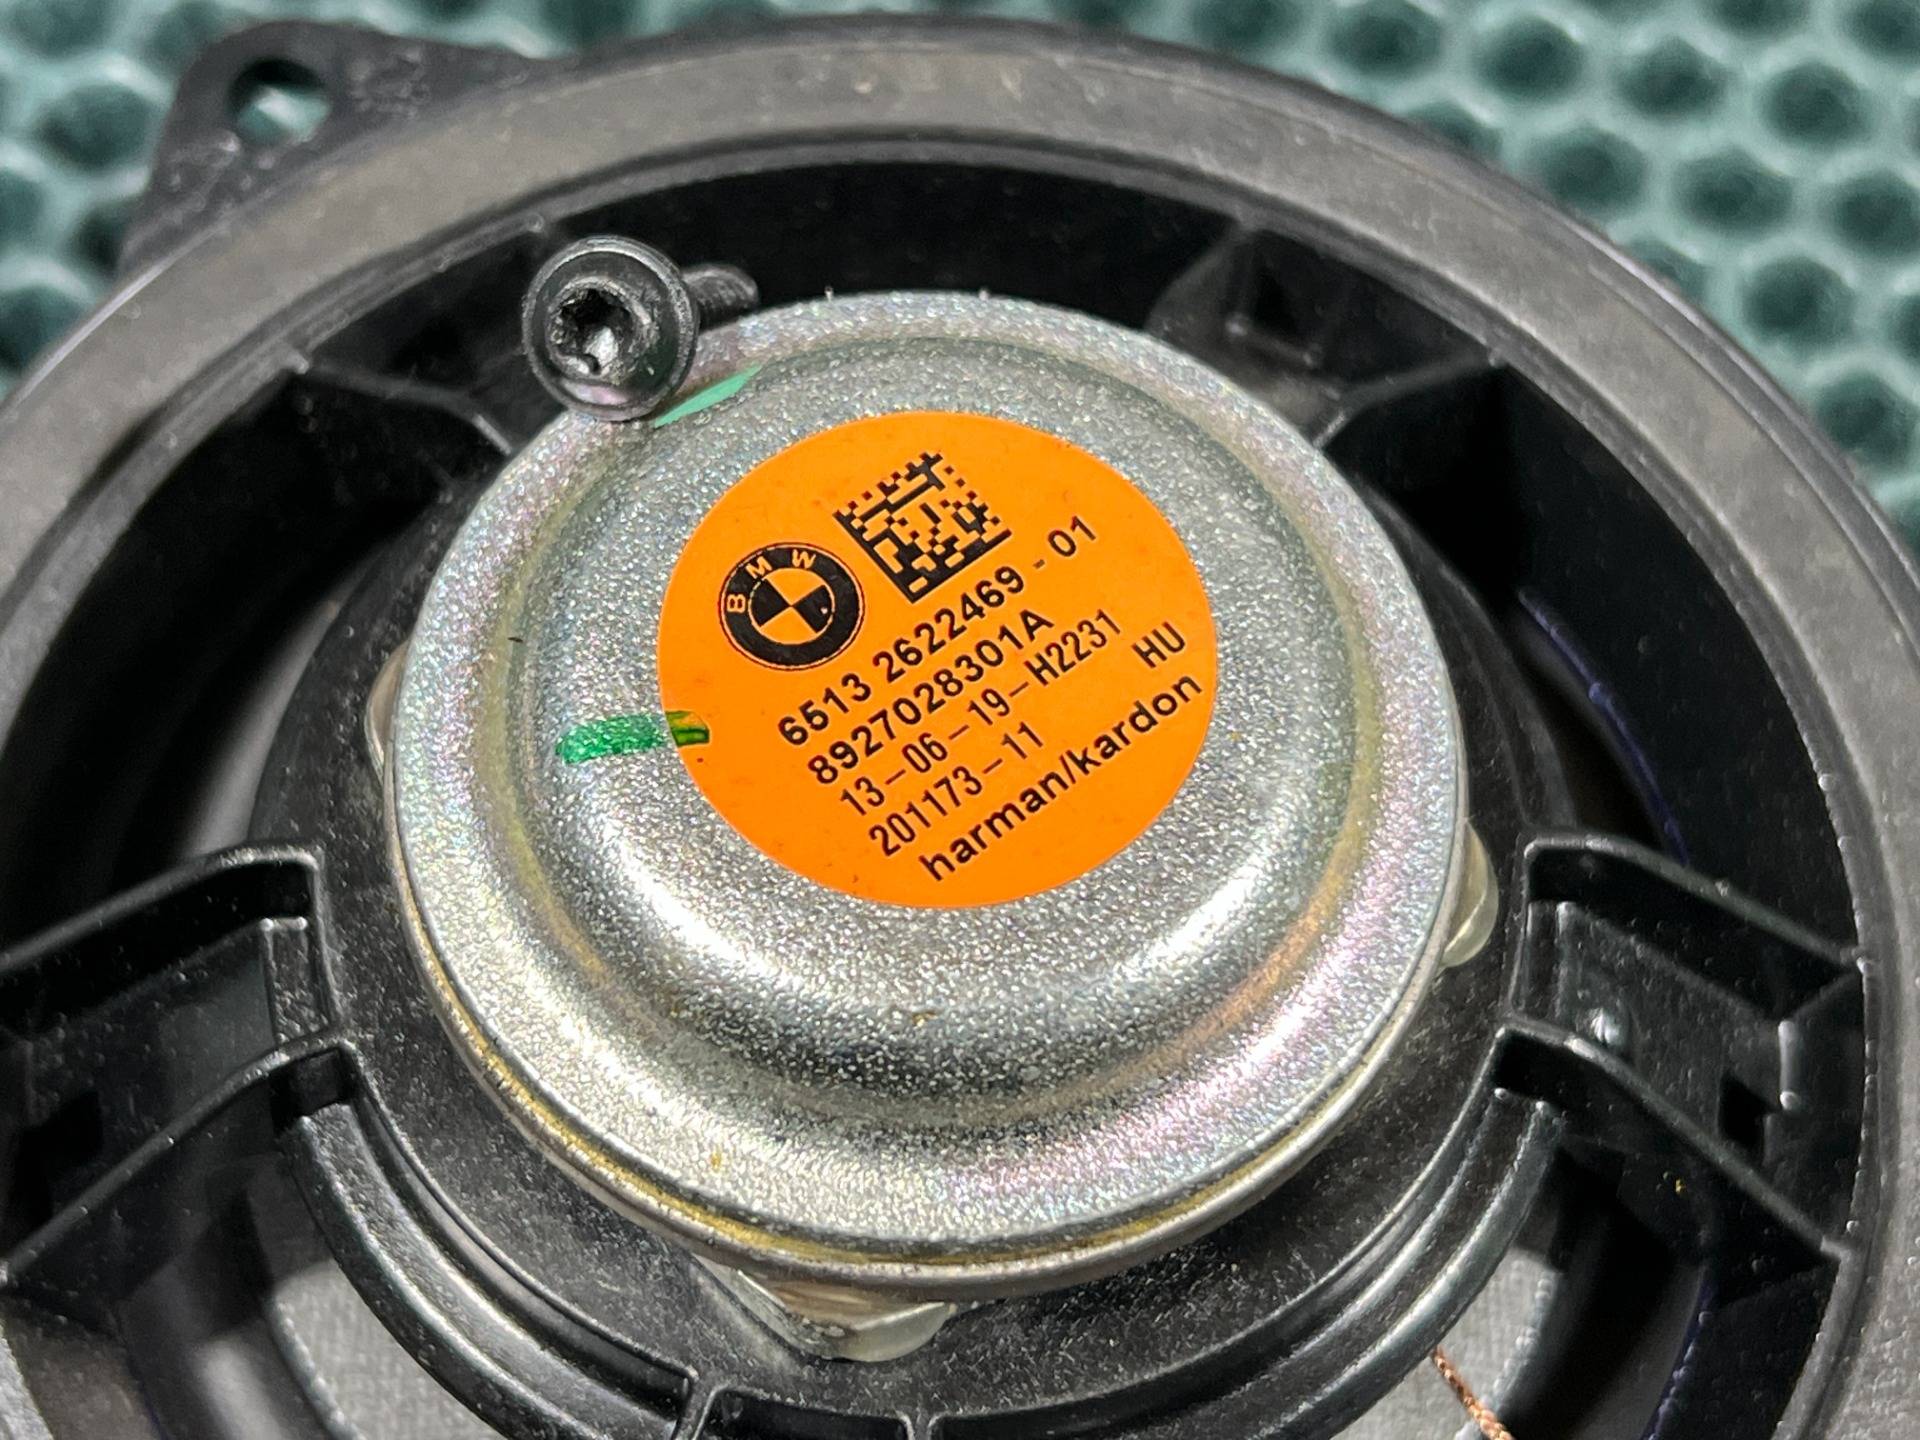 BMW
6513 2622469 - 01
8927028301A
13-06-19-H2231
201173-11 HU
harman/kardon